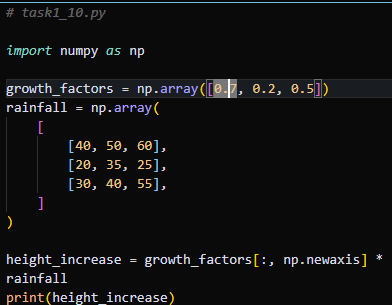 # task1_10.py
import numpy as np
growth_factors = np.array([0.7, 0.2, 0.5])
rainfall = np.array(
    [
        [40, 50, 60],
        [20, 35, 25],
        [30, 40, 55],
    ]
)
height_increase = growth_factors[:, np.newaxis] *
rainfall
print(height_increase)